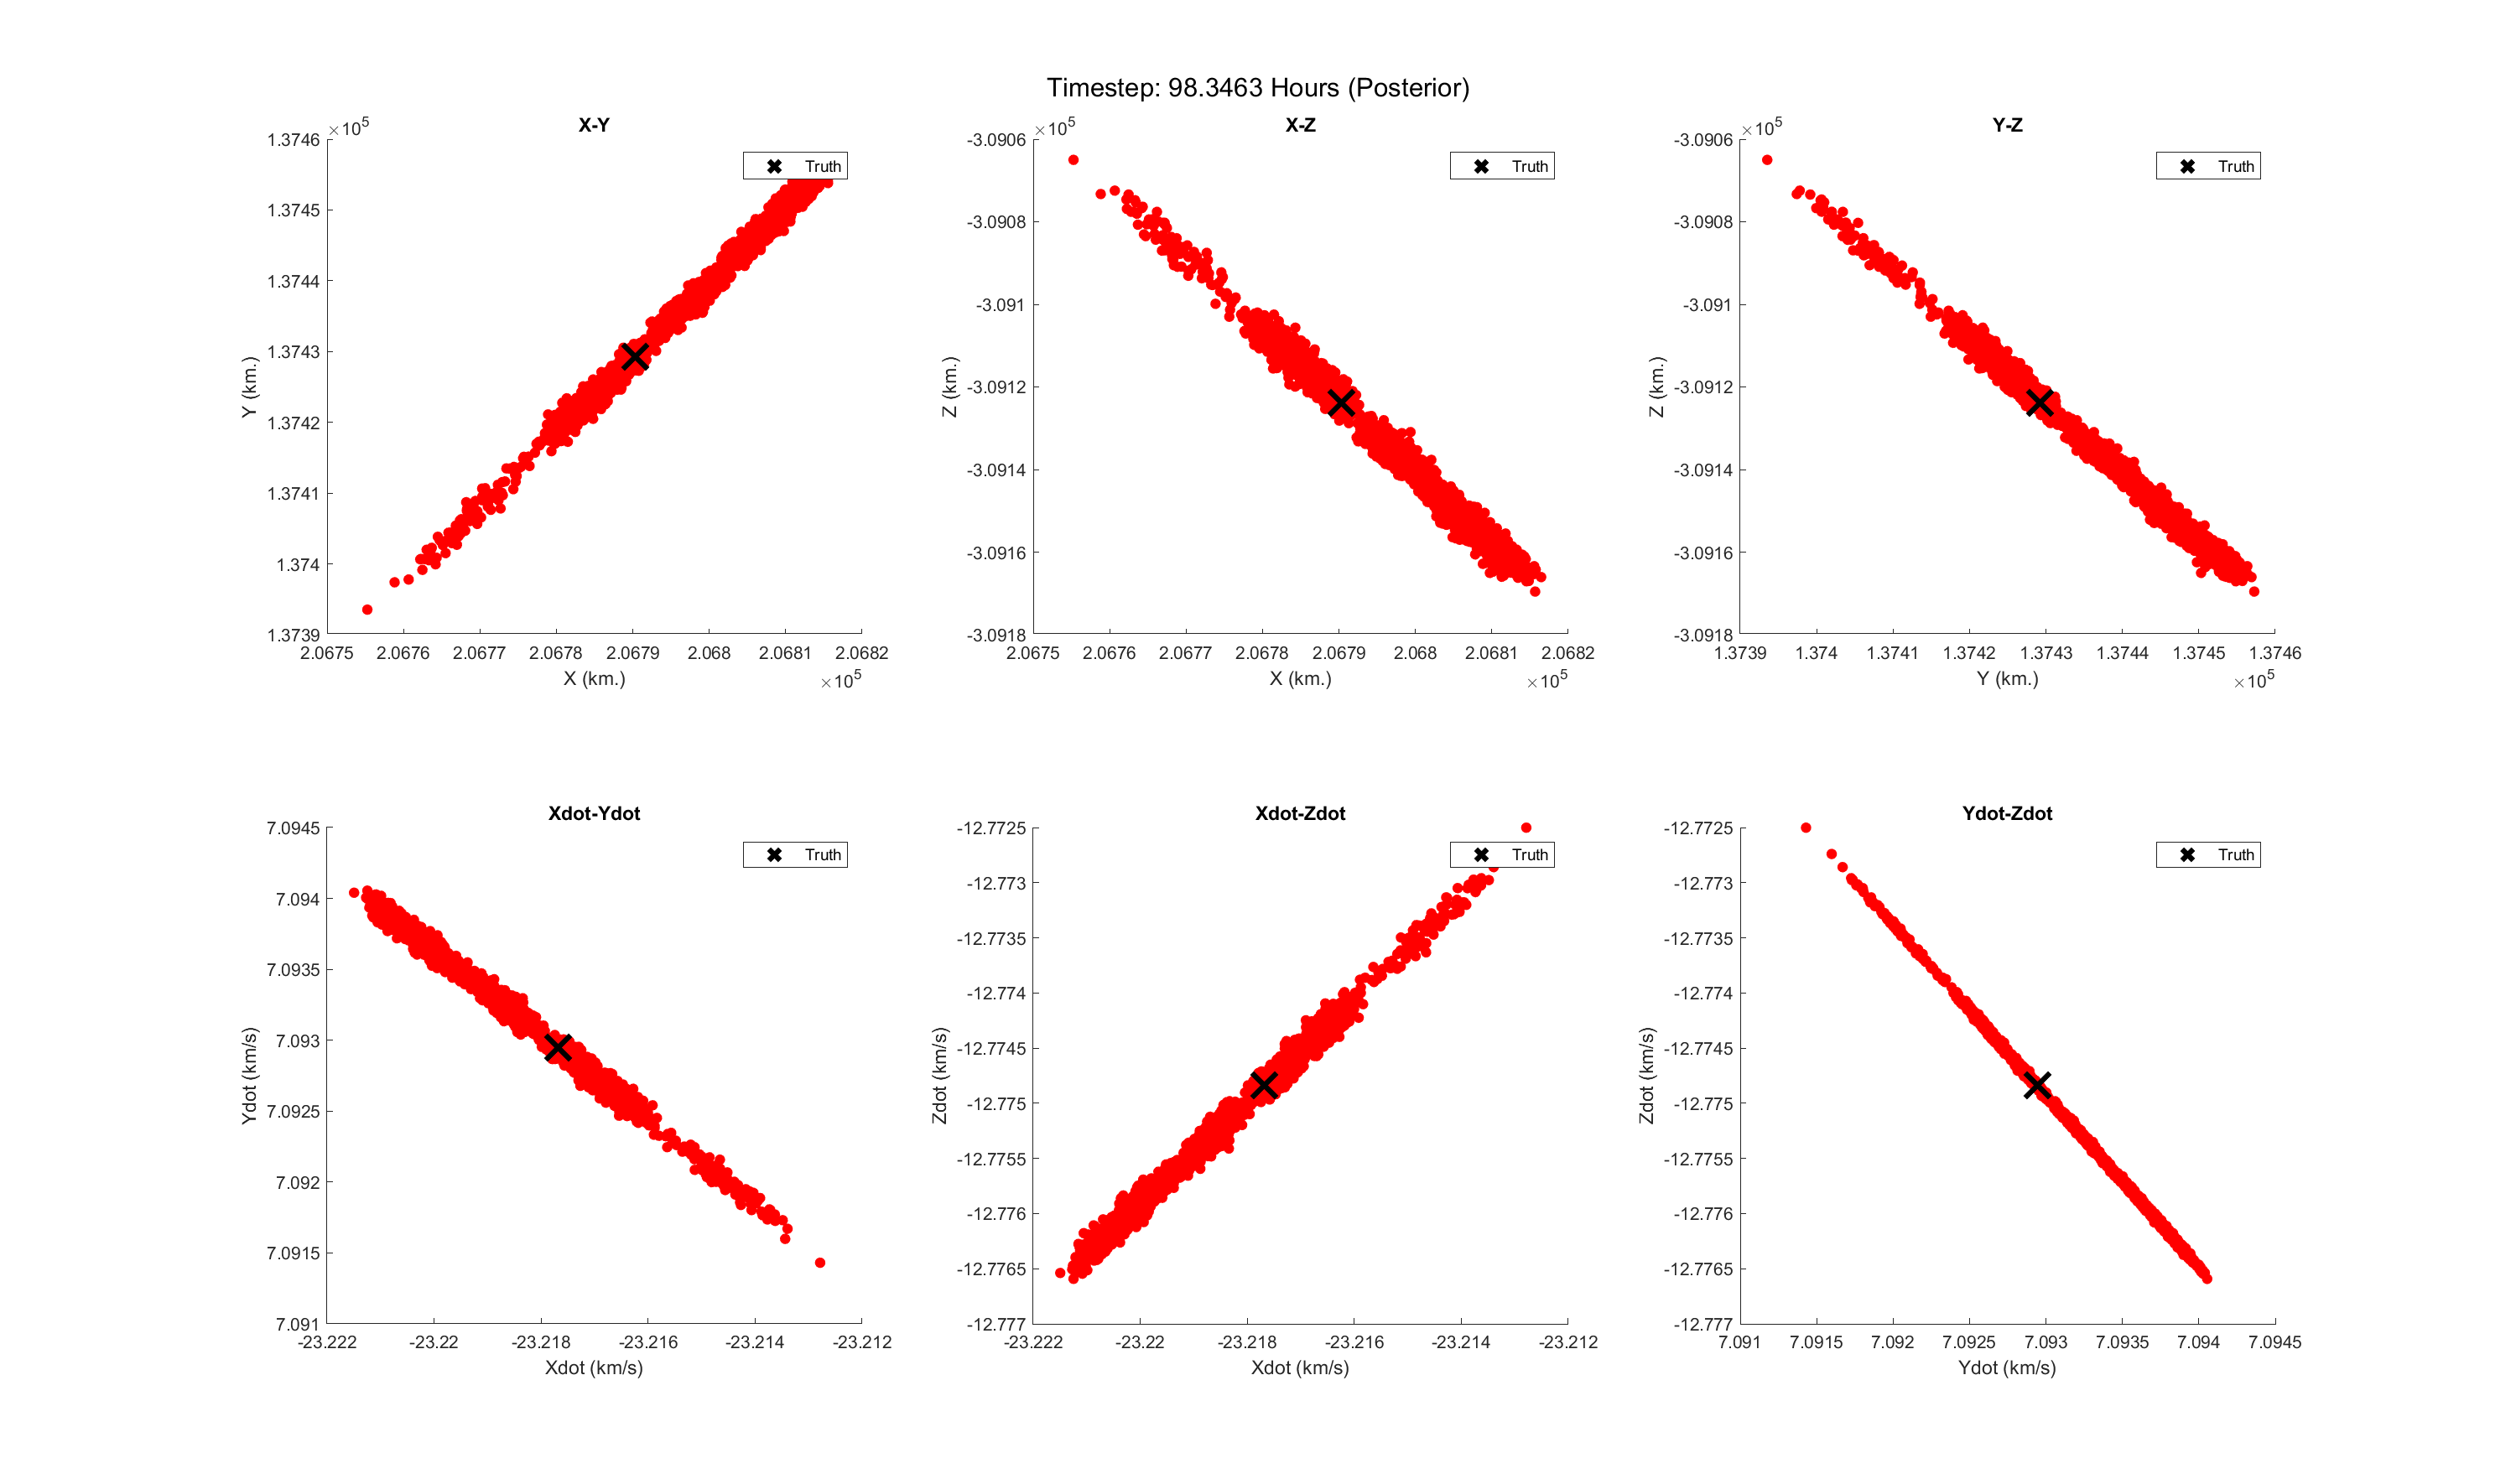 Timestep: 98.3463 Hours (Posterior)
X-Y
×10^5
1.3746
1.3745
1.3744
1.3743
1.3742
1.3741
1.374
1.3739
Y (km.)
Truth
2.0675 2.0676 2.0677 2.0678 2.0679 2.068 2.0681 2.0682
X (km.)
×10^5
X-Z
×10^5
-3.0906
-3.0908
-3.091
-3.0912
-3.0914
-3.0916
-3.0918
Z (km.)
Truth
2.0675 2.0676 2.0677 2.0678 2.0679 2.068 2.0681 2.0682
X (km.)
×10^5
Y-Z
×10^5
-3.0906
-3.0908
-3.091
-3.0912
-3.0914
-3.0916
-3.0918
Z (km.)
Truth
1.3739 1.374 1.3741 1.3742 1.3743 1.3744 1.3745 1.3746
Y (km.)
×10^5
Xdot-Ydot
7.0945
7.094
7.0935
7.093
7.0925
7.092
7.0915
7.091
Ydot (km/s)
Truth
-23.222 -23.22 -23.218 -23.216 -23.214 -23.212
Xdot (km/s)
Xdot-Zdot
-12.7725
-12.773
-12.7735
-12.774
-12.7745
-12.775
-12.7755
-12.776
-12.7765
-12.777
Zdot (km/s)
Truth
-23.222 -23.22 -23.218 -23.216 -23.214 -23.212
Xdot (km/s)
Ydot-Zdot
-12.7725
-12.773
-12.7735
-12.774
-12.7745
-12.775
-12.7755
-12.776
-12.7765
-12.777
Zdot (km/s)
Truth
7.091 7.0915 7.092 7.0925 7.093 7.0935 7.094 7.0945
Ydot (km/s)